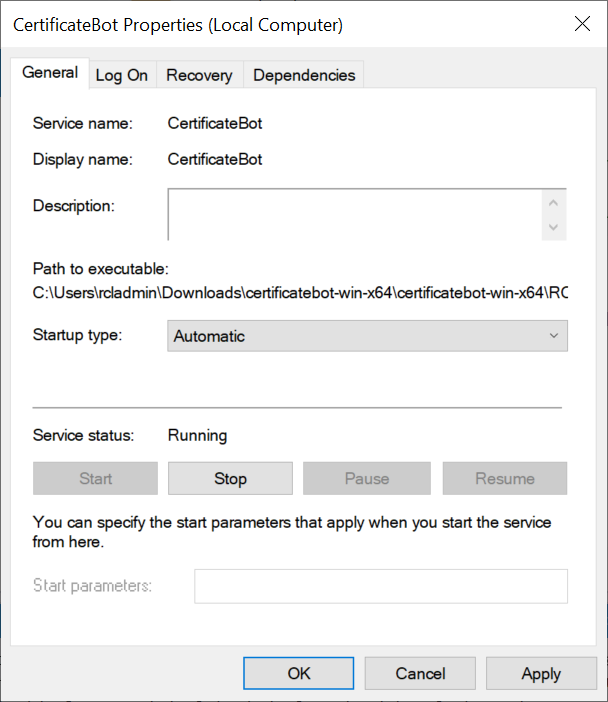 CertificateBot Properties (Local Computer)
General Log On Recovery Dependencies
Service name: CertificateBot
Display name: CertificateBot
Description:
Path to executable:
C:\Users\rcladmin\Downloads\certificatebot-win-x64\certificatebot-win-x64\RC
Startup type: Automatic
Service status: Running
Start Stop Pause Resume
You can specify the start parameters that apply when you start the service
from here.
Start parameters:
OK Cancel Apply